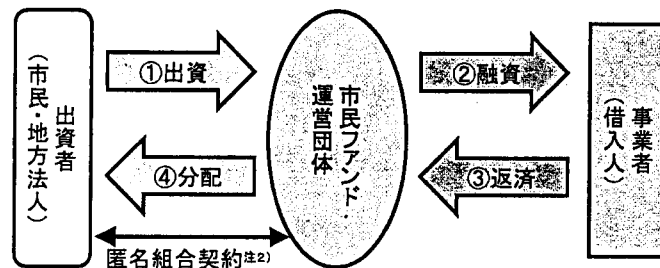 出資者
(市民・地方法人)
①出資
④分配
匿名組合契約注2)
市民ファンド・
運営団体
②融資
③返済
事業者
(借入人)